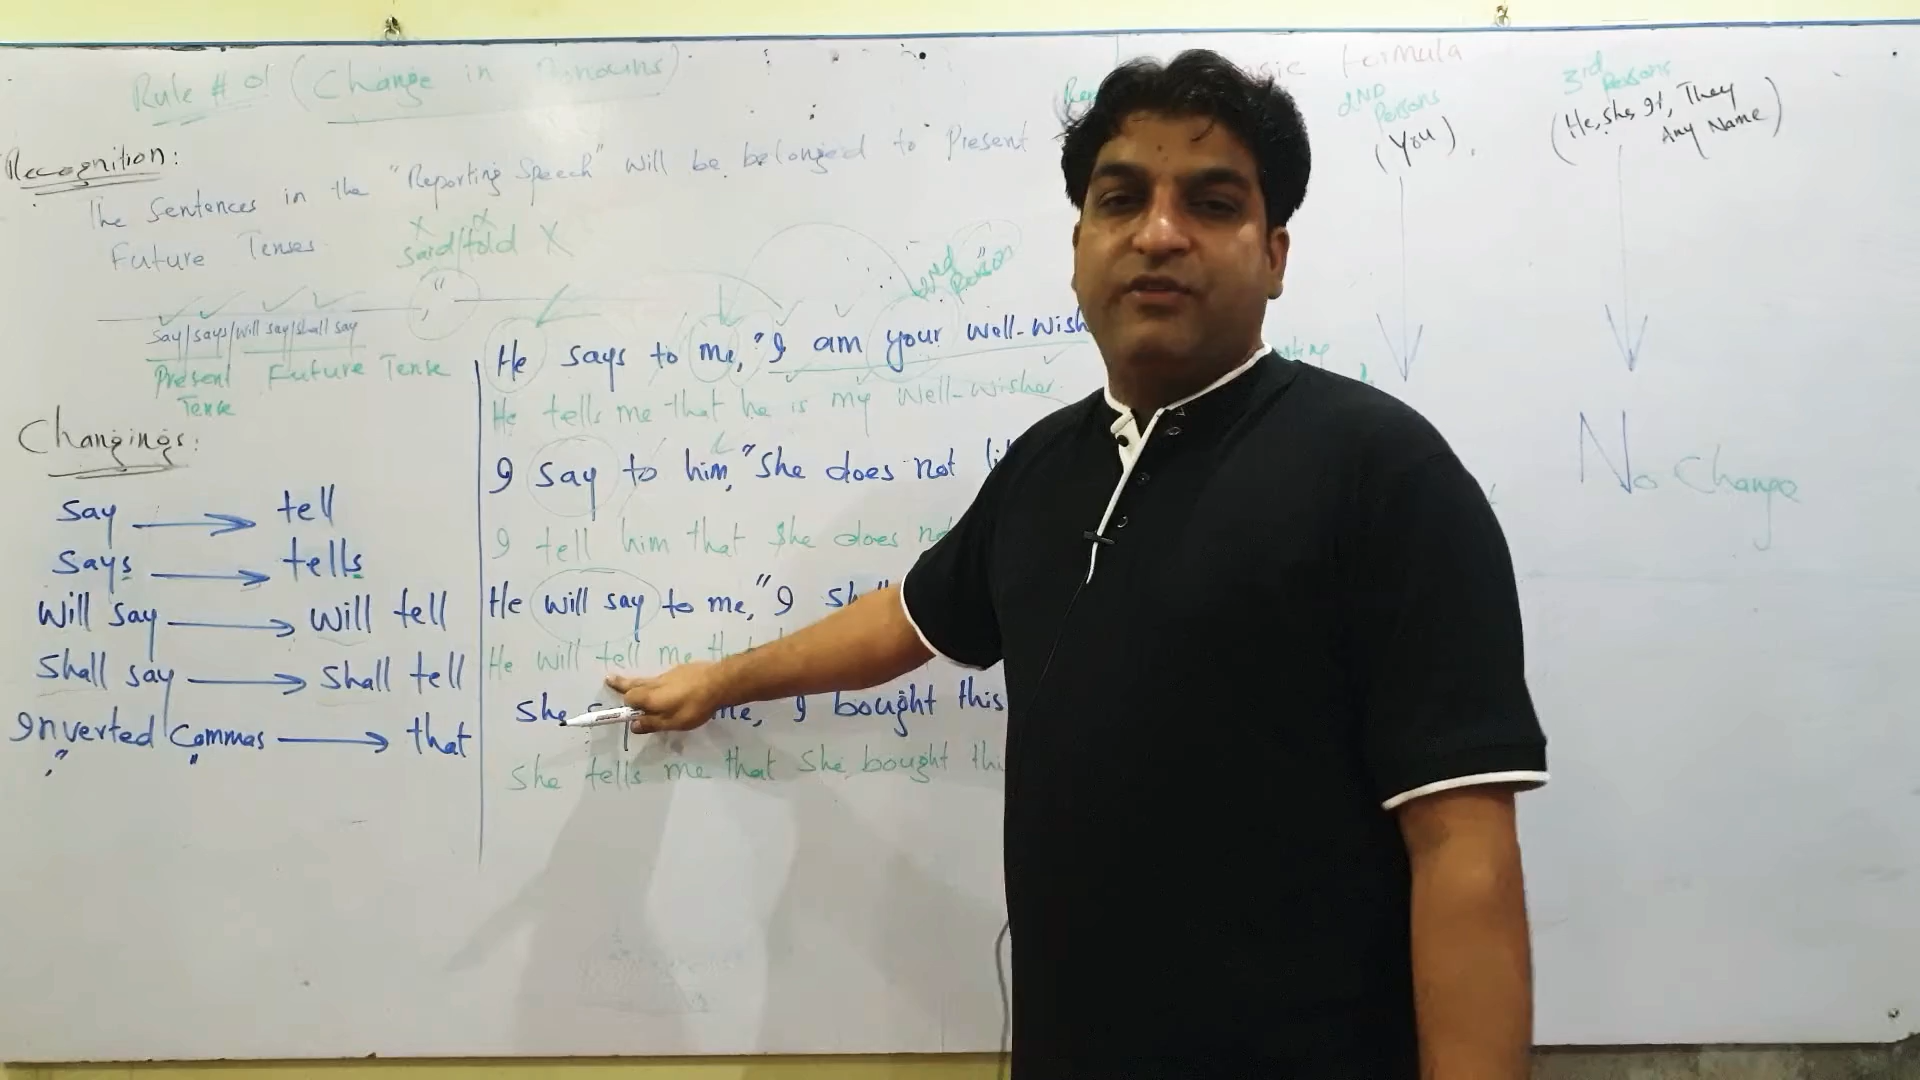 Rule # 01 (Change in Pronouns)
Recognition:
The Sentences in the "Reporting Speech" will be belonged to Present
Future Tenses
said/told X
say/says/will say/shall say
Present Tense
Future Tense
2nd Person
He says to me, "I am your well-wish
He tells me that he is my well-wisher.
I say to him, "She does not
I tell him that She does
He will say to me, "I
He will tell me
She me, I bought this
She tells me that She bought
Changings:
say → tell
says → tells
will say → will tell
Shall say → Shall tell
Inverted Commas → that
" "
formula
2ND Persons
(You).
3rd Persons
(He, She, It, They
Any Name)
No Change